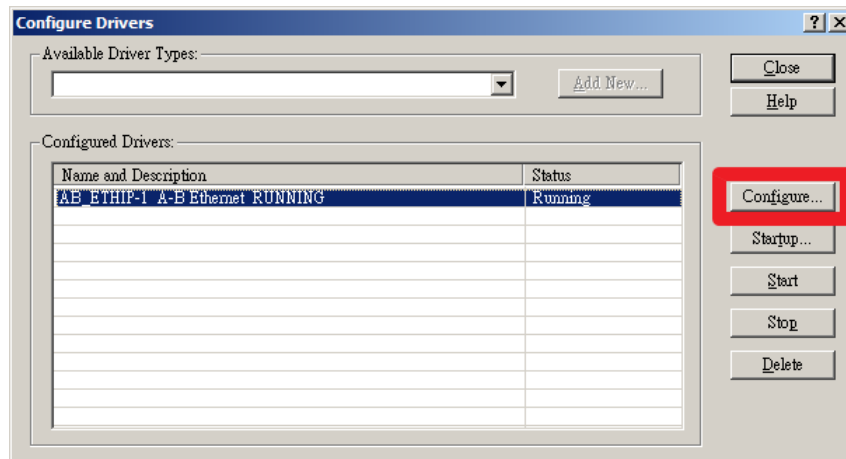 Configure Drivers
Available Driver Types:
Add New...
Close
Help
Configured Drivers:
Name and Description Status
AB_ETHIP-1 A-B Ethernet RUNNING Running
Configure...
Startup...
Start
Stop
Delete